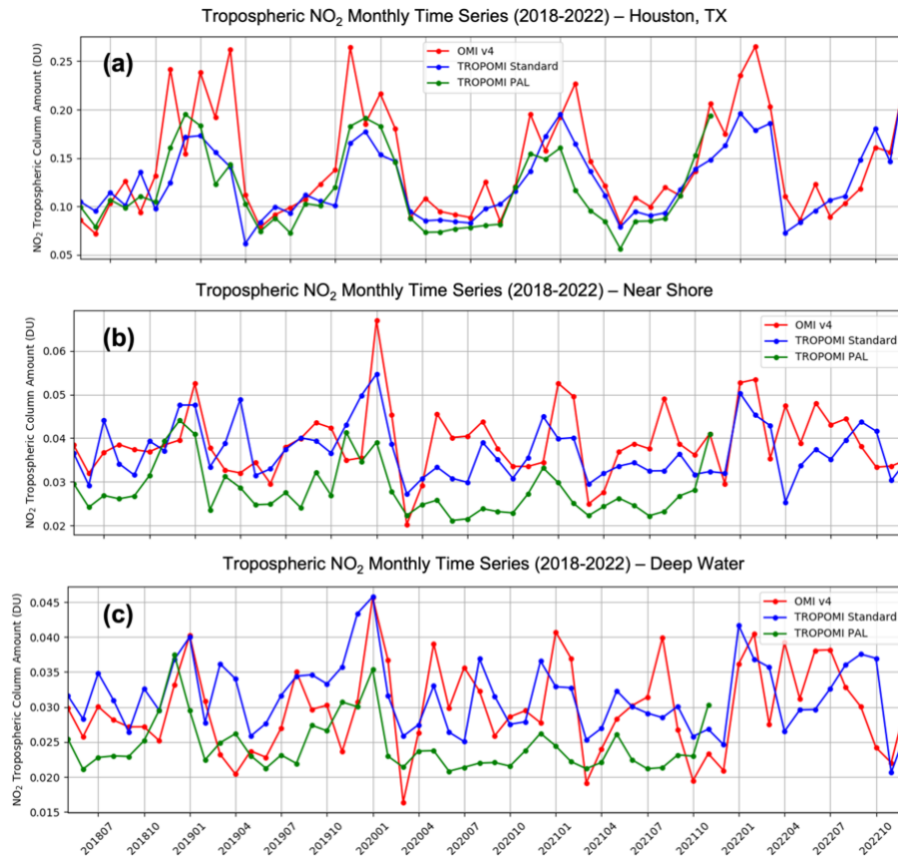 Tropospheric NO₂ Monthly Time Series (2018-2022) – Houston, TX
(a)
OMI v4
TROPOMI Standard
TROPOMI PAL
NO₂ Tropospheric Column Amount (DU)
0.25
0.20
0.15
0.10
0.05
Tropospheric NO₂ Monthly Time Series (2018-2022) – Near Shore
(b)
OMI v4
TROPOMI Standard
TROPOMI PAL
NO₂ Tropospheric Column Amount (DU)
0.06
0.05
0.04
0.03
0.02
Tropospheric NO₂ Monthly Time Series (2018-2022) – Deep Water
(c)
OMI v4
TROPOMI Standard
TROPOMI PAL
NO₂ Tropospheric Column Amount (DU)
0.045
0.040
0.035
0.030
0.025
0.020
0.015
201807
201810
201901
201904
201907
201910
202001
202004
202007
202010
202101
202104
202107
202110
202201
202204
202207
202210